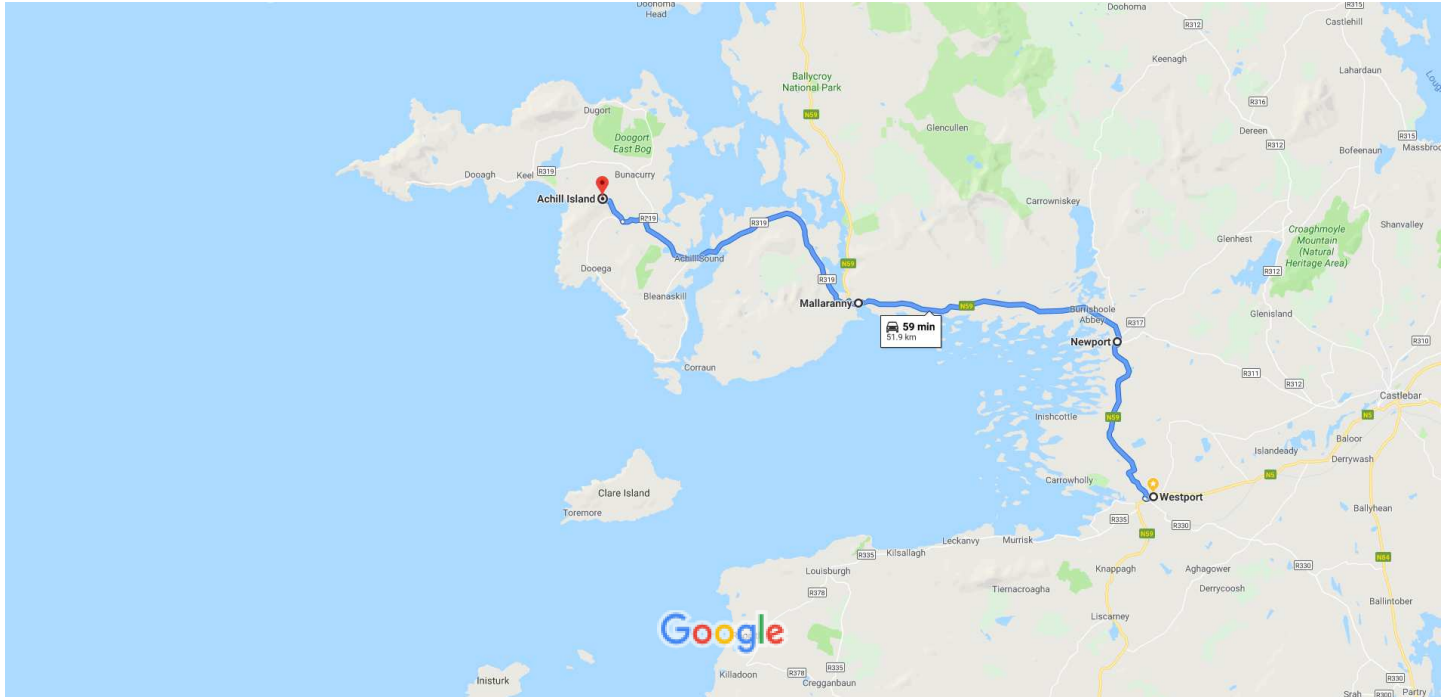 Doohoma
Head
Doohoma
R312
R315
Castlehill
Keenagh
Lahardaun
Ballycroy
National Park
R316
Dugort
N59
Glencullen
Dereen
R312
R315
Doogort
East Bog
Bofeenaun
Massbrook
Dooagh
Keel
R319
Bunacurry
Achill Island
Carrowniskey
R319
R319
Shanvalley
Croaghmoyle
Mountain
(Natural
Heritage Area)
Glenhest
Achill Sound
N59
R312
Dooega
R319
Bleanaskill
Mallaranny
N59
Burrishoole
Abbey
Glenisland
R317
59 min
51.9 km
Newport
R310
Corraun
R311
R312
Castlebar
Inishcottle
N59
N5
Baloor
Islandeady
Derrywash
Clare Island
Carrowholly
N5
Westport
Toremore
Ballyhean
R335
R330
N59
Leckanvy
Murrisk
R335
Kilsallagh
N84
Louisburgh
Knappagh
Aghagower
R330
Tiernacroagha
Derrycoosh
R378
Ballintober
Liscarney
Google
R335
Killadoon
R378
Cregganbaun
Inisturk
R330
Srah
R300
Partry